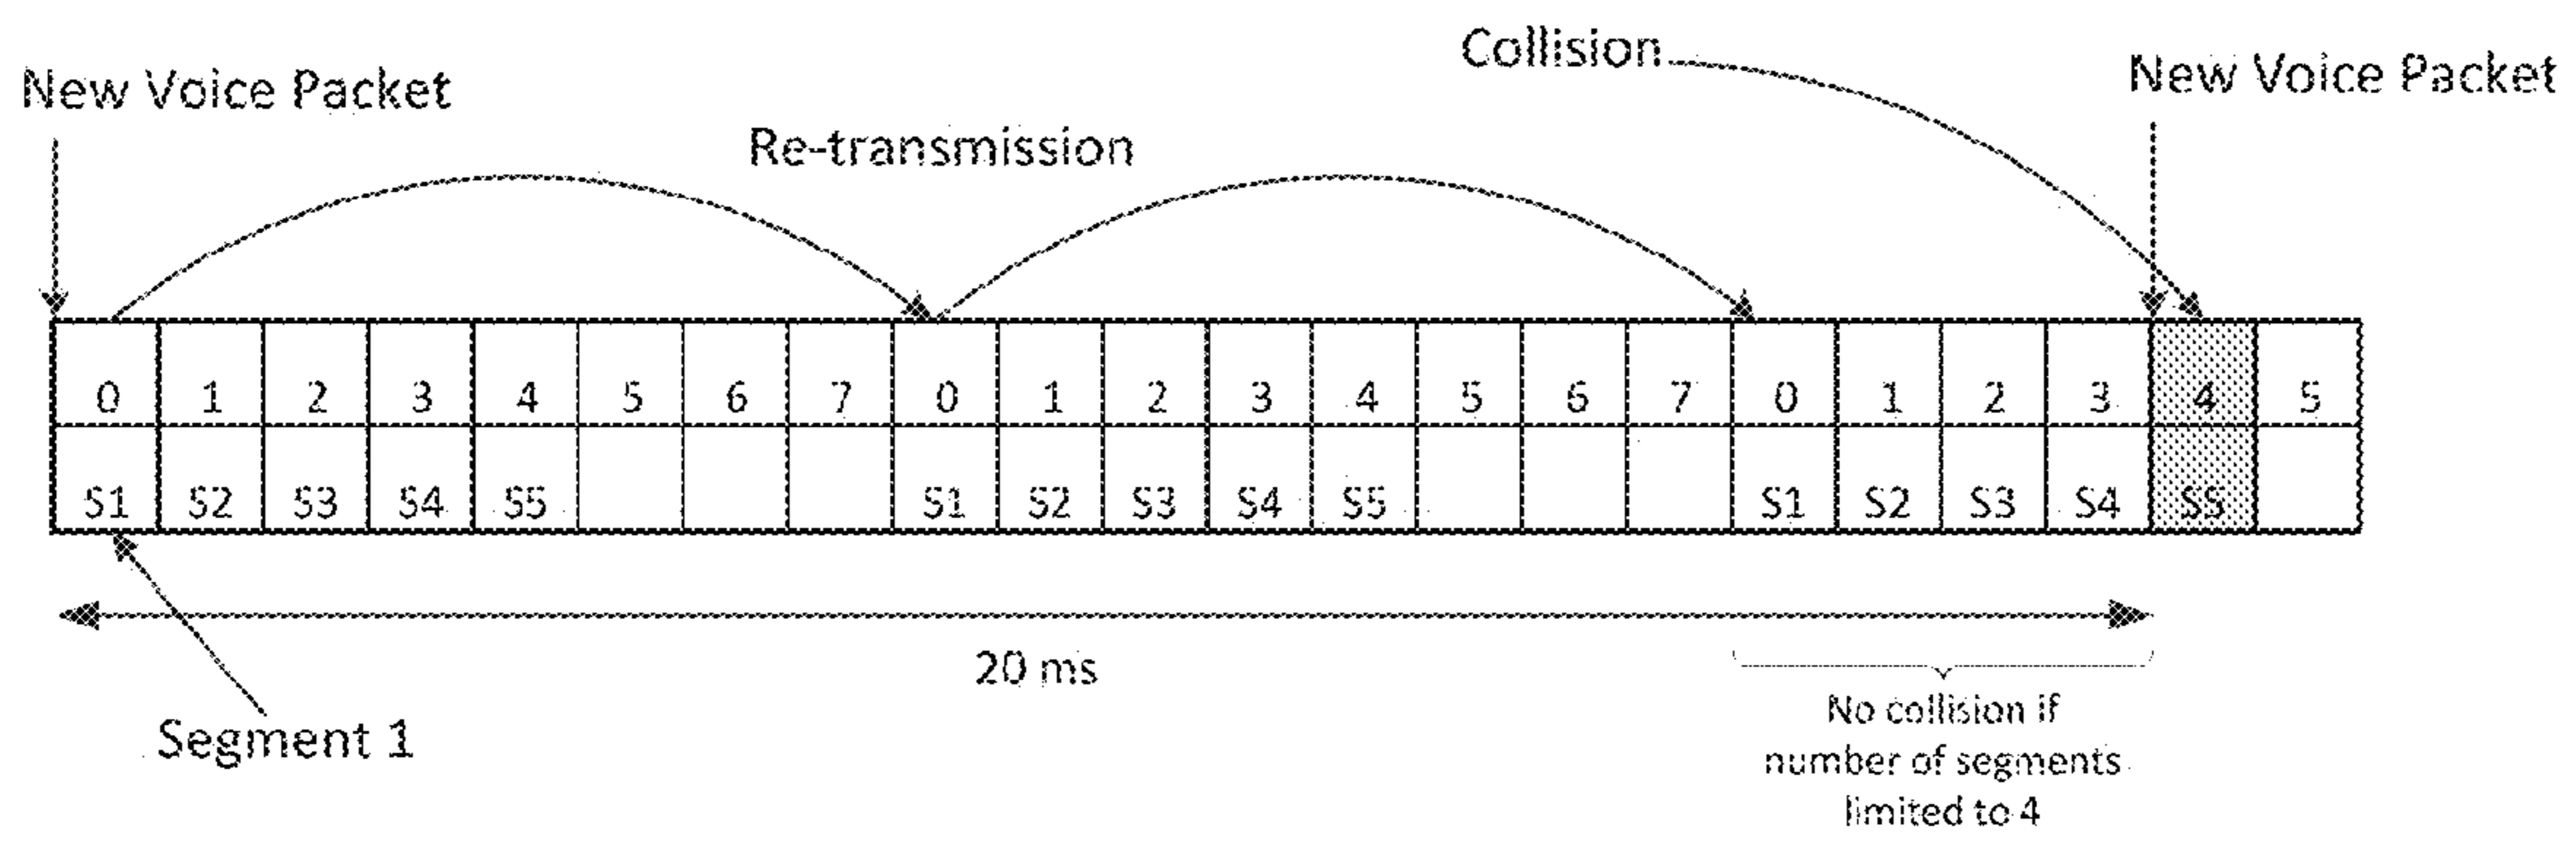 Collision
New Voice Packet
New Voice Packet
Re-transmission
0 1 2 3 4 5 6 7 0 1 2 3 4 5 6 7 0 1 2 3 4 5
S1 S2 S3 S4 S5 S1 S2 S3 S4 S5 S1 S2 S3 S4 S5
20 ms
Segment 1
No collision if
number of segments
limited to 4